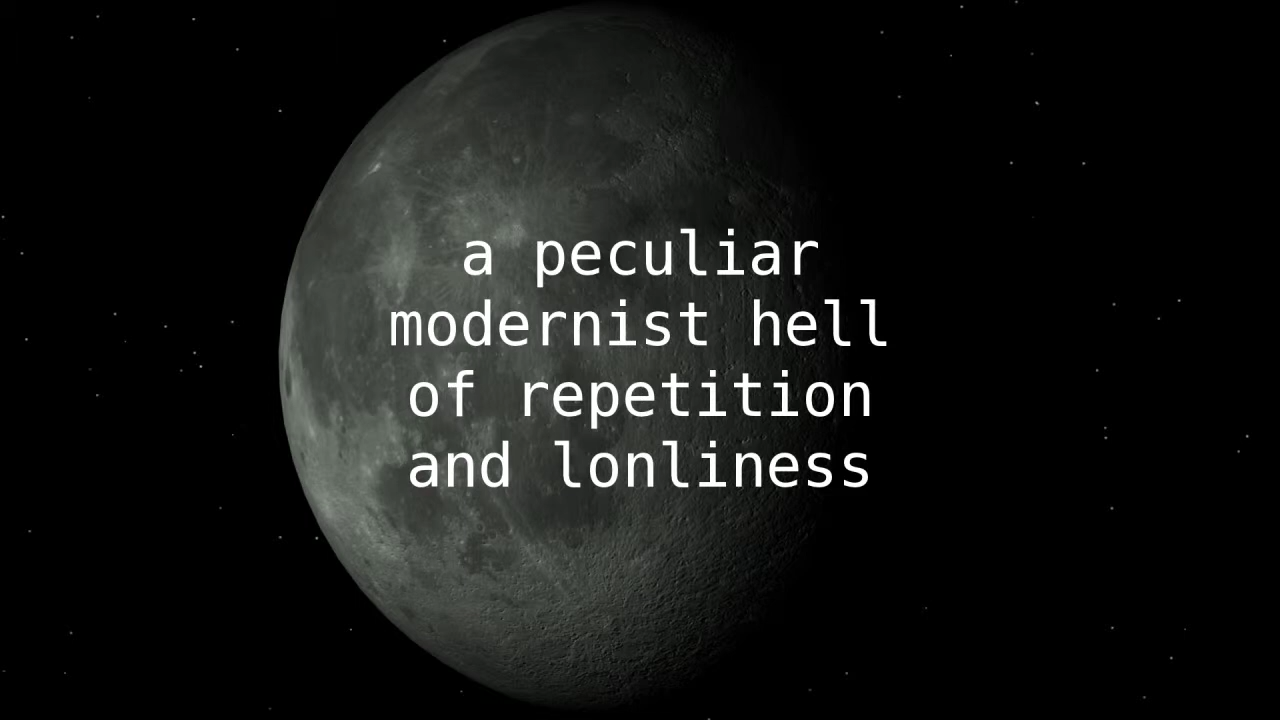 a peculiar
modernist hell
of repetition
and lonliness